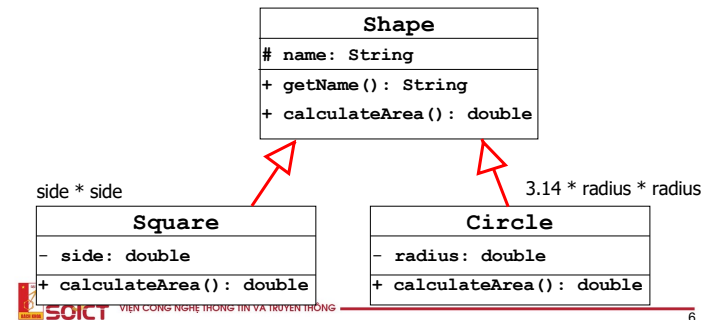 Shape
# name: String
+ getName(): String
+ calculateArea(): double
side * side
3.14 * radius * radius
Square
- side: double
+ calculateArea(): double
Circle
- radius: double
+ calculateArea(): double
SOICT VIỆN CÔNG NGHỆ THÔNG TIN VÀ TRUYỀN THÔNG
6